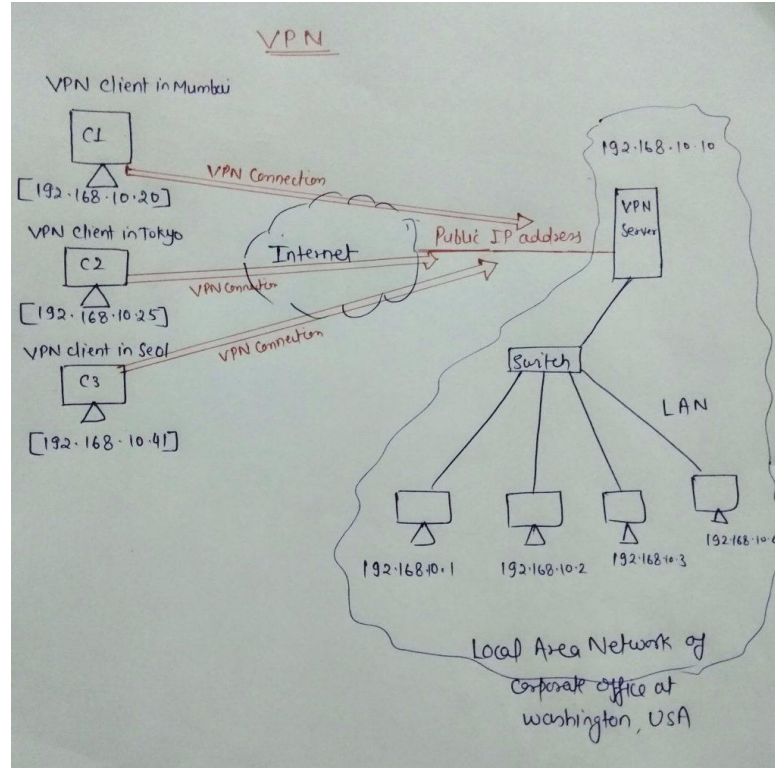 VPN
VPN client in Mumbai
C1
[192.168.10.20]
VPN Connection
VPN client in Tokyo
C2
[192.168.10.25]
VPN Connection
VPN client in Seol
C3
[192.168.10.41]
VPN Connection
Internet
Public IP address
192.168.10.10
VPN
Server
Switch
LAN
192.168.10.1
192.168.10.2
192.168.10.3
Local Area Network of
Corporate office at
Washington, USA